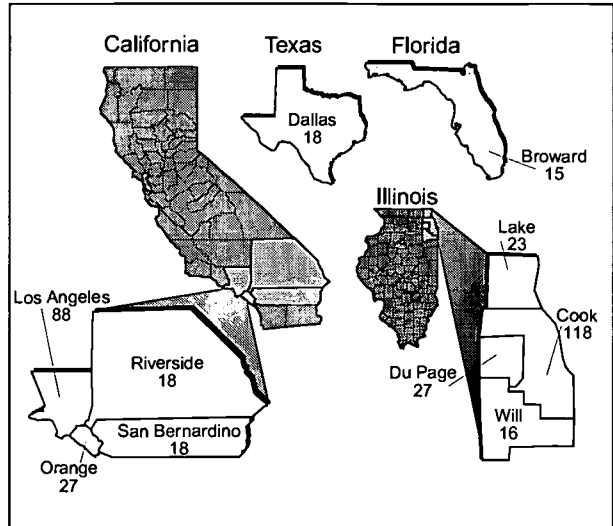 California
Texas
Florida
Dallas
18
Broward
15
Illinois
Lake
23
Los Angeles
88
Cook
118
Riverside
18
Du Page
27
San Bernardino
18
Will
16
Orange
27